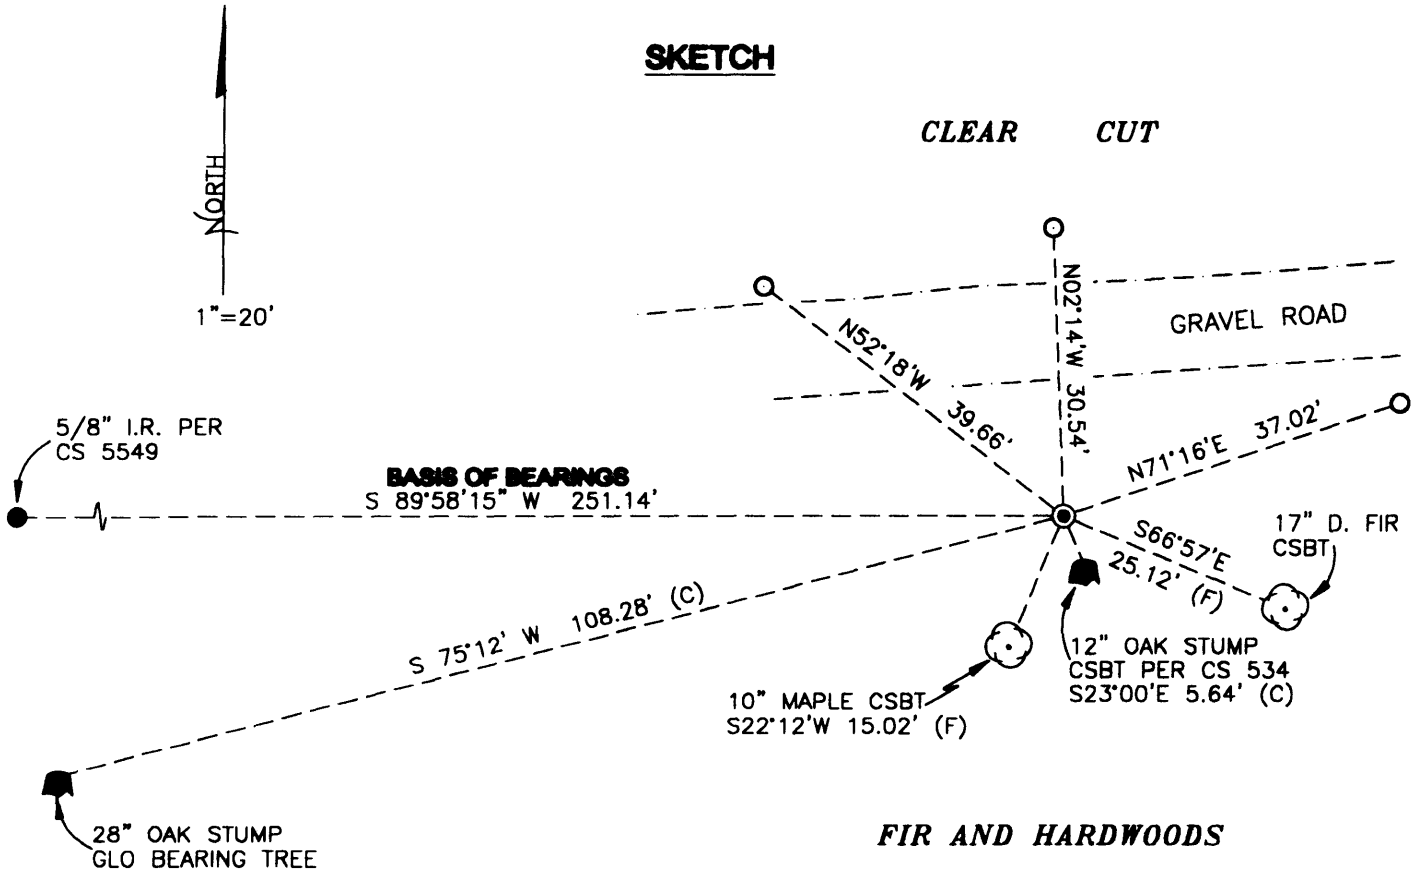 SKETCH
CLEAR CUT
NORTH
1"=20'
N02°14'W 30.54'
GRAVEL ROAD
N52°18'W 39.66'
N71°16'E 37.02'
5/8" I.R. PER
CS 5549
BASIS OF BEARINGS
S 89°58'15" W 251.14'
17" D. FIR
CSBT
S66°57'E
25.12' (F)
S 75°12' W 108.28' (C)
12" OAK STUMP
CSBT PER CS 534
S23°00'E 5.64' (C)
10" MAPLE CSBT
S22°12'W 15.02' (F)
28" OAK STUMP
GLO BEARING TREE
FIR AND HARDWOODS